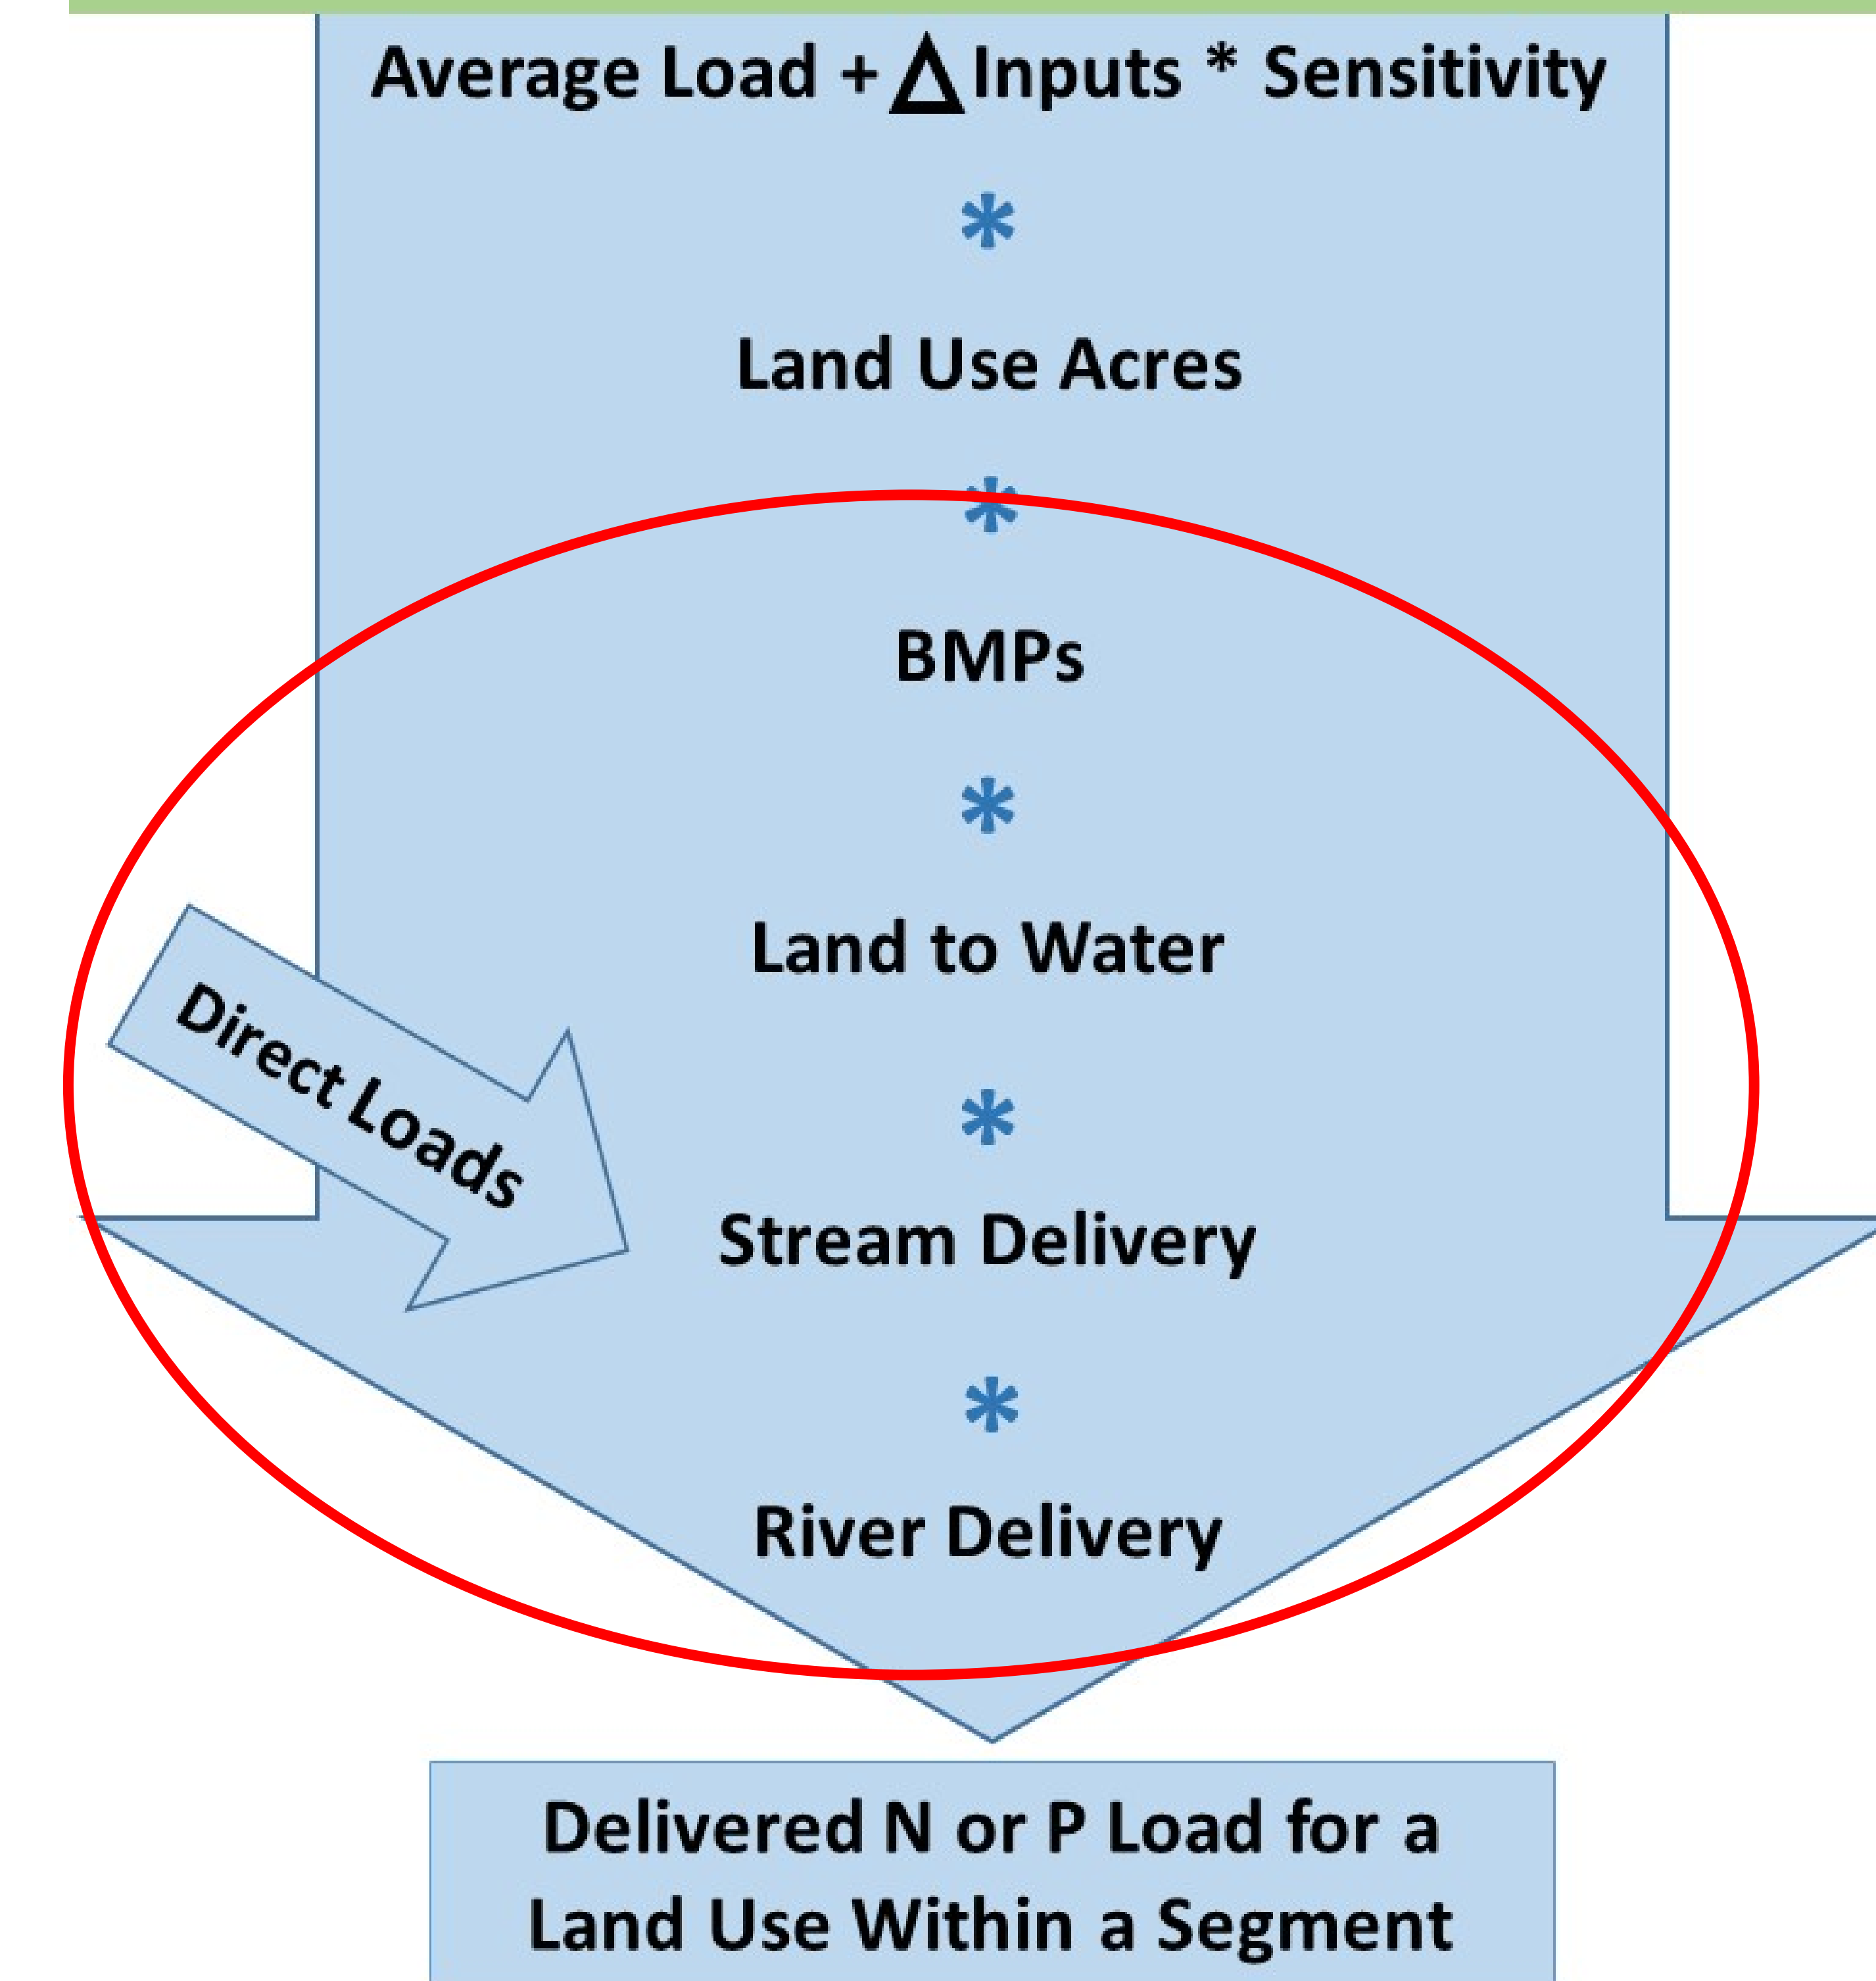 Average Load + Δ Inputs * Sensitivity
*
Land Use Acres
*
BMPs
*
Land to Water
*
Direct Loads
Stream Delivery
*
River Delivery
Delivered N or P Load for a
Land Use Within a Segment